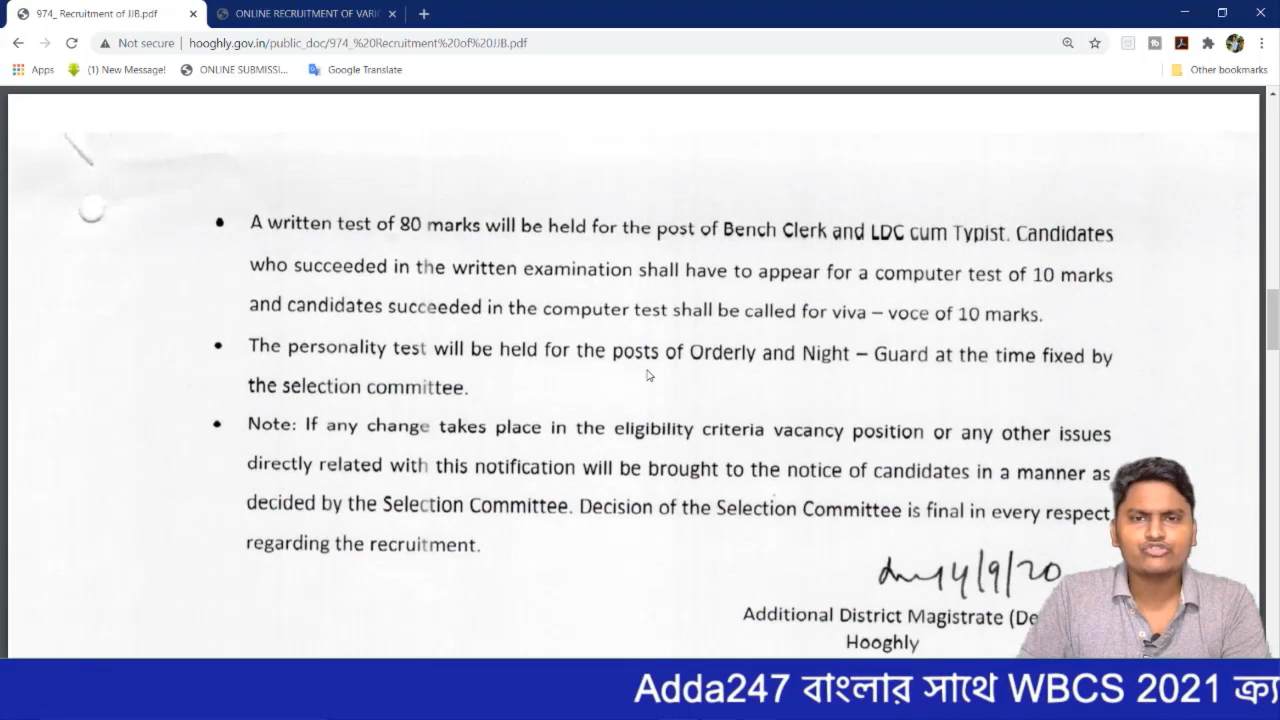 974_ Recruitment of JJB.pdf
ONLINE RECRUITMENT OF VARI
Not secure
hooghly.gov.in/public_doc/974_%20Recruitment%20of%20JJB.pdf
Apps
(1) New Message!
ONLINE SUBMISSI...
Google Translate
Other bookmarks
• A written test of 80 marks will be held for the post of Bench Clerk and LDC cum Typist. Candidates
who succeeded in the written examination shall have to appear for a computer test of 10 marks
and candidates succeeded in the computer test shall be called for viva – voce of 10 marks.
• The personality test will be held for the posts of Orderly and Night – Guard at the time fixed by
the selection committee.
• Note: If any change takes place in the eligibility criteria vacancy position or any other issues
directly related with this notification will be brought to the notice of candidates in a manner as
decided by the Selection Committee. Decision of the Selection Committee is final in every respect
regarding the recruitment.
14/9/20
Additional District Magistrate (De
Hooghly
Adda247 বাংলার সাথে WBCS 2021 ক্র্য